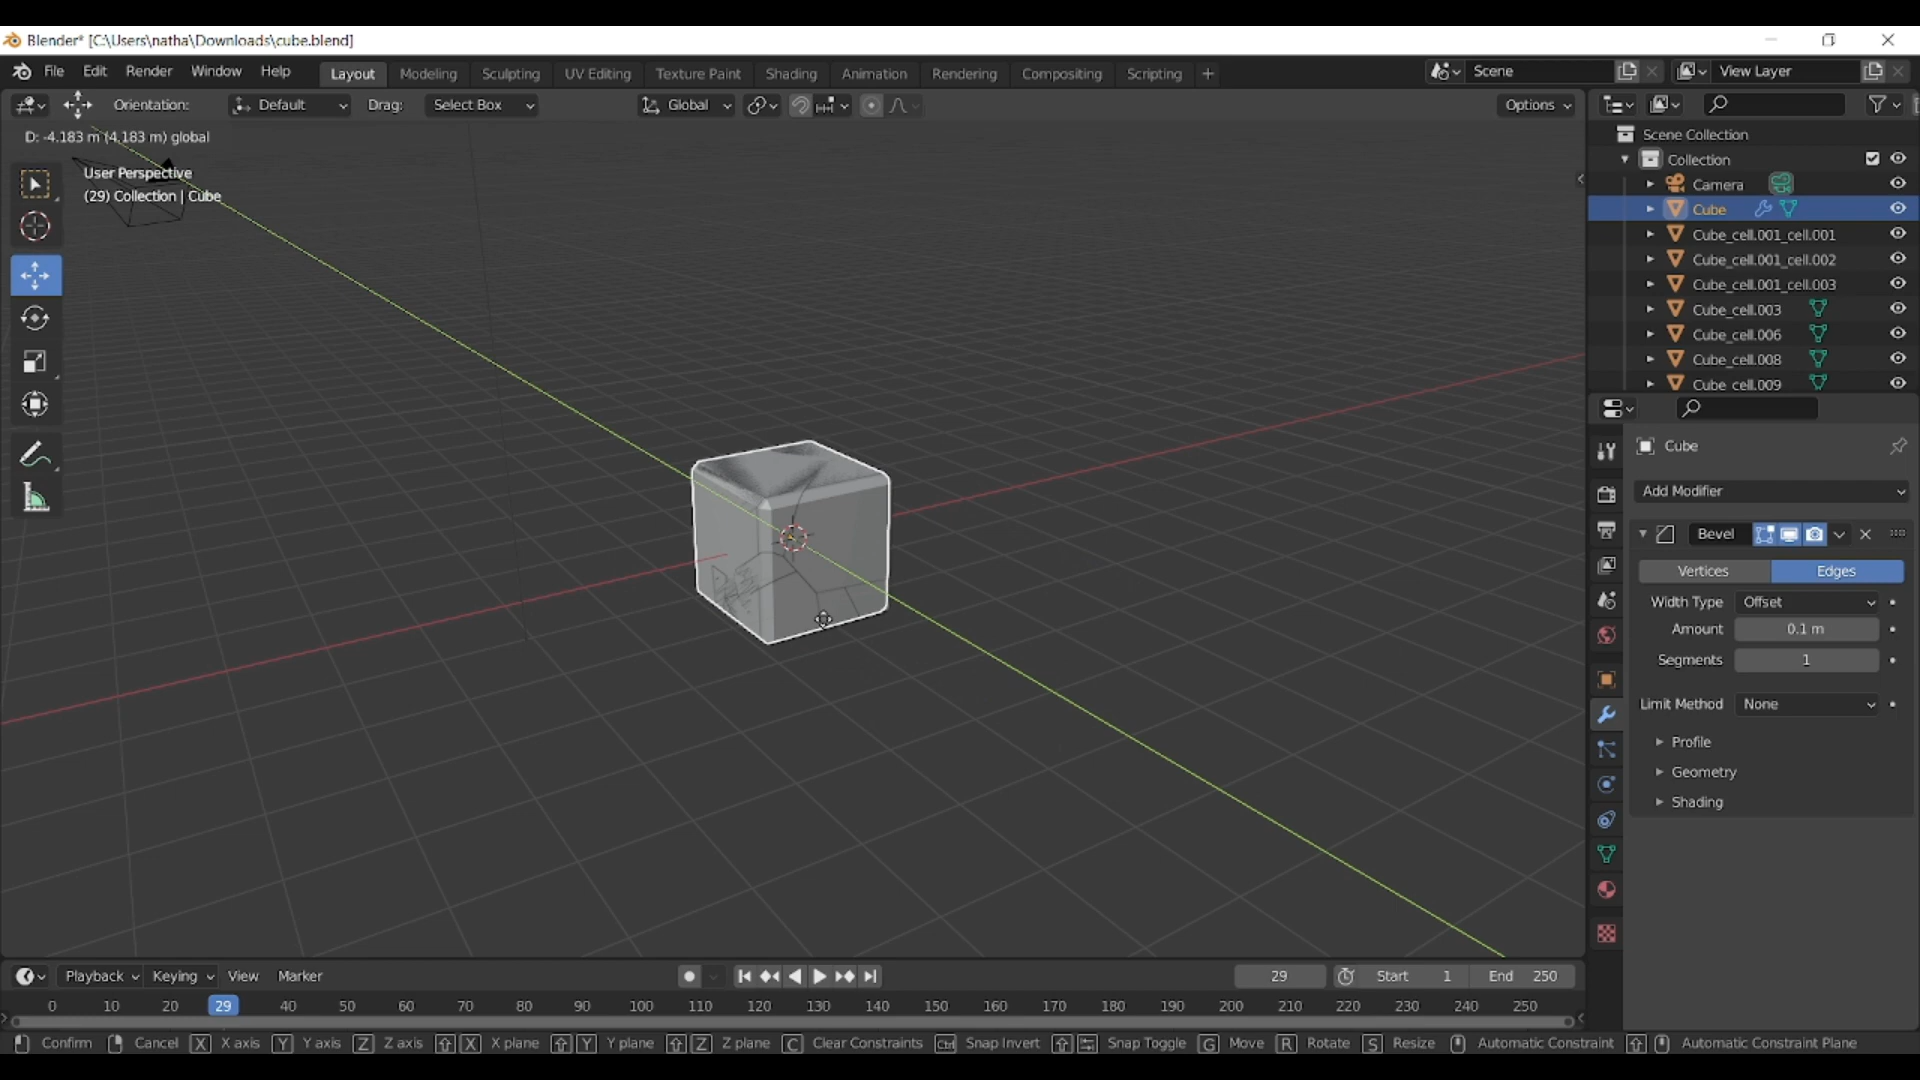 Blender* [C:\Users\natha\Downloads\cube.blend]
File Edit Render Window Help Layout Modeling Sculpting UV Editing Texture Paint Shading Animation Rendering Compositing Scripting + Scene View Layer
Orientation: Default Drag: Select Box Global Options
D: -4.183 m (4.183 m) global
User Perspective
(29) Collection | Cube
Scene Collection
Collection
Camera
Cube
Cube_cell.001_cell.001
Cube_cell.001_cell.002
Cube_cell.001_cell.003
Cube_cell.003
Cube_cell.006
Cube_cell.008
Cube_cell.009
Cube
Add Modifier
Bevel
Vertices Edges
Width Type Offset
Amount 0.1 m
Segments 1
Limit Method None
Profile
Geometry
Shading
Playback Keying View Marker 29 Start 1 End 250
0 10 20 29 40 50 60 70 80 90 100 110 120 130 140 150 160 170 180 190 200 210 220 230 240 250
Confirm Cancel X X axis Y Y axis Z Z axis X X plane Y Y plane Z Z plane C Clear Constraints Ctrl Snap Invert Snap Toggle G Move R Rotate S Resize Automatic Constraint Automatic Constraint Plane